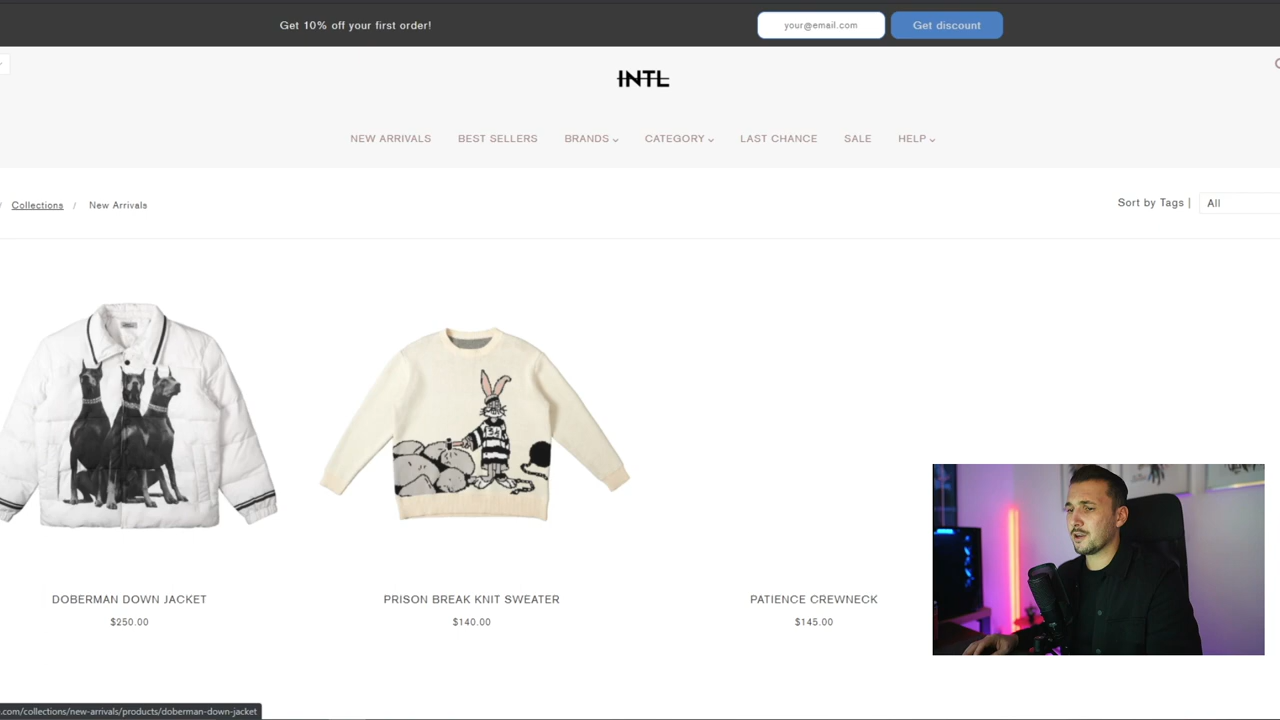 Get 10% off your first order!
your@email.com
Get discount
INTL
NEW ARRIVALS
BEST SELLERS
BRANDS
CATEGORY
LAST CHANCE
SALE
HELP
/ Collections / New Arrivals
Sort by Tags |
All
DOBERMAN DOWN JACKET
$250.00
PRISON BREAK KNIT SWEATER
$140.00
PATIENCE CREWNECK
$145.00
.com/collections/new-arrivals/products/doberman-down-jacket